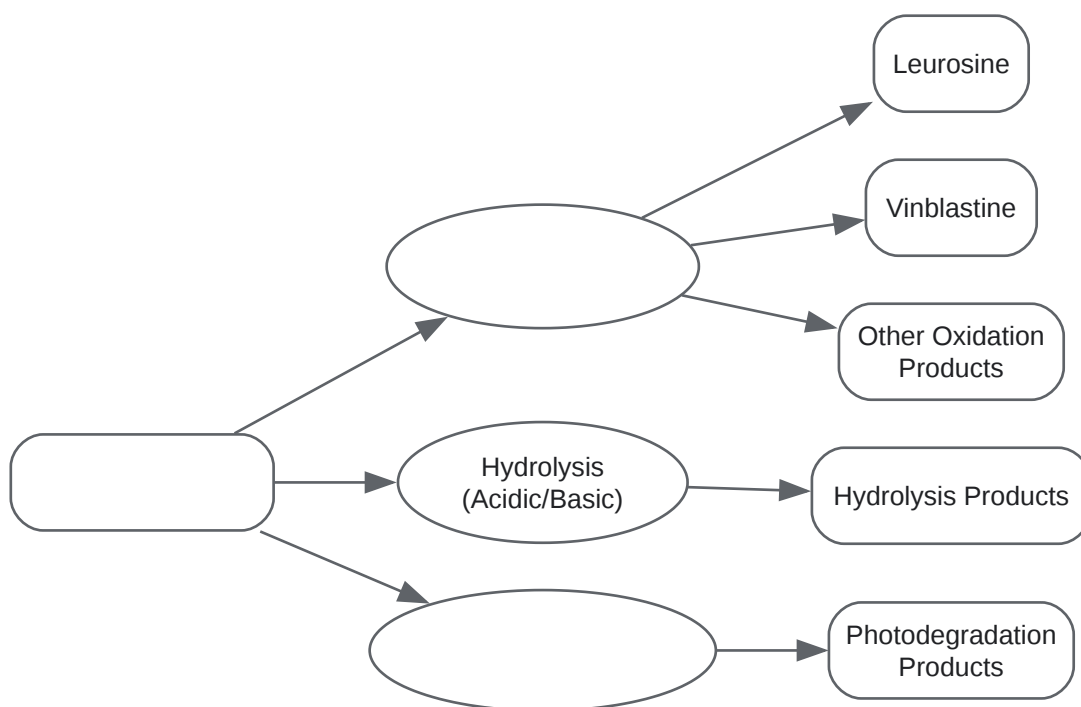 Leurosine
Vinblastine
Other Oxidation
Products
Hydrolysis
(Acidic/Basic)
Hydrolysis Products
Photodegradation
Products